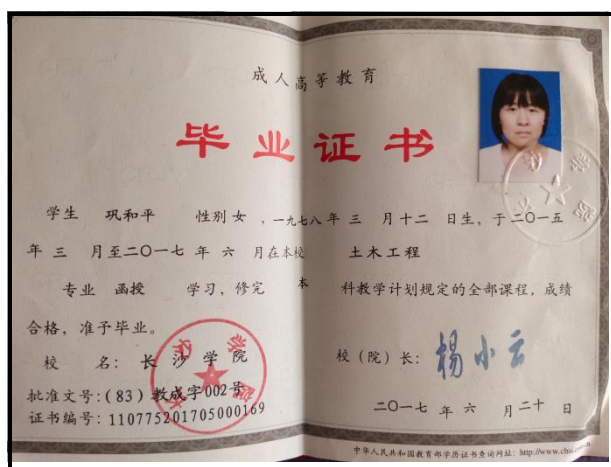 成人高等教育
毕业证书
学生 巩和平 性别 女 ，一九七八年 三 月十二 日生，于二〇一五
年 三 月至二〇一七 年 六 月在本校 土木工程
专业 函授 学习，修完 本 科教学计划规定的全部课程，成绩
合格，准予毕业。
校 名：长沙学院
校（院）长：杨小云
批准文号：(83) 教成字002号
证书编号：110775201705000169
二〇一七 年 六 月二十 日
中华人民共和国教育部学历证书查询网址：http://www.chsi.com.cn